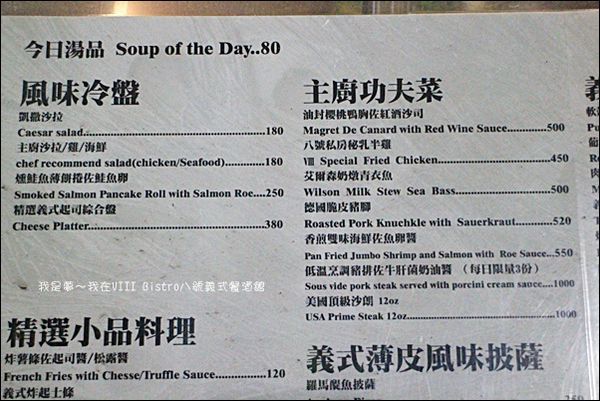 今日湯品 Soup of the Day..80
風味冷盤
凱撒沙拉
Caesar salad..................................................180
主廚沙拉/雞/海鮮
chef recommend salad(chicken/Seafood)...........180
燻鮭魚薄餅捲佐鮭魚卵
Smoked Salmon Pancake Roll with Salmon Roe....250
精選義式起司綜合盤
Cheese Platter................................................380
精選小品料理
炸薯條佐起司醬/松露醬
French Fries with Chesse/Truffle Sauce................120
義式炸起士條
主廚功夫菜
油封櫻桃鴨胸佐紅酒沙司
Magret De Canard with Red Wine Sauce...........500
八號私房秘乳半雞
VIII Special Fried Chicken..............................450
艾爾森奶燉青衣魚
Wilson Milk Stew Sea Bass............................500
德國脆皮豬腳
Roasted Pork Knuchkle with Sauerkraut.........520
香煎雙味海鮮佐魚卵醬
Pan Fried Jumbo Shrimp and Salmon with Roe Sauce...550
低溫烹調豬排佐牛肝菌奶油醬 （每日限量3份）
Sous vide pork steak served with porcini cream sauce....1000
美國頂級沙朗 12oz
USA Prime Steak 12oz.....................................1000
義式薄皮風味披薩
羅馬醍魚披薩
我是夢～我在VIII Bistro八號義式餐酒館